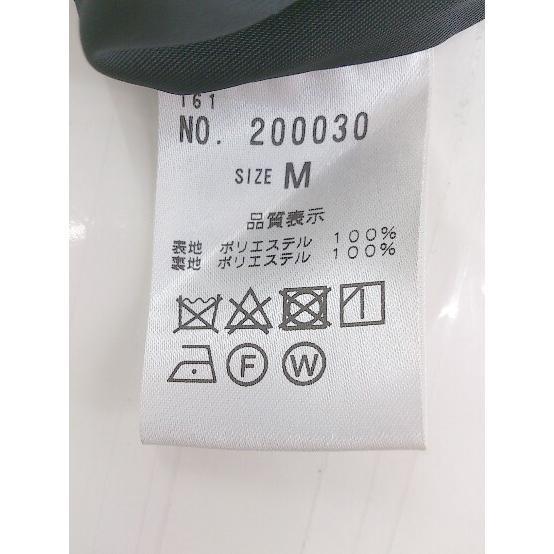 161
NO. 200030
SIZE M
品質表示
表地 ポリエステル 100%
裏地 ポリエステル 100%
F W